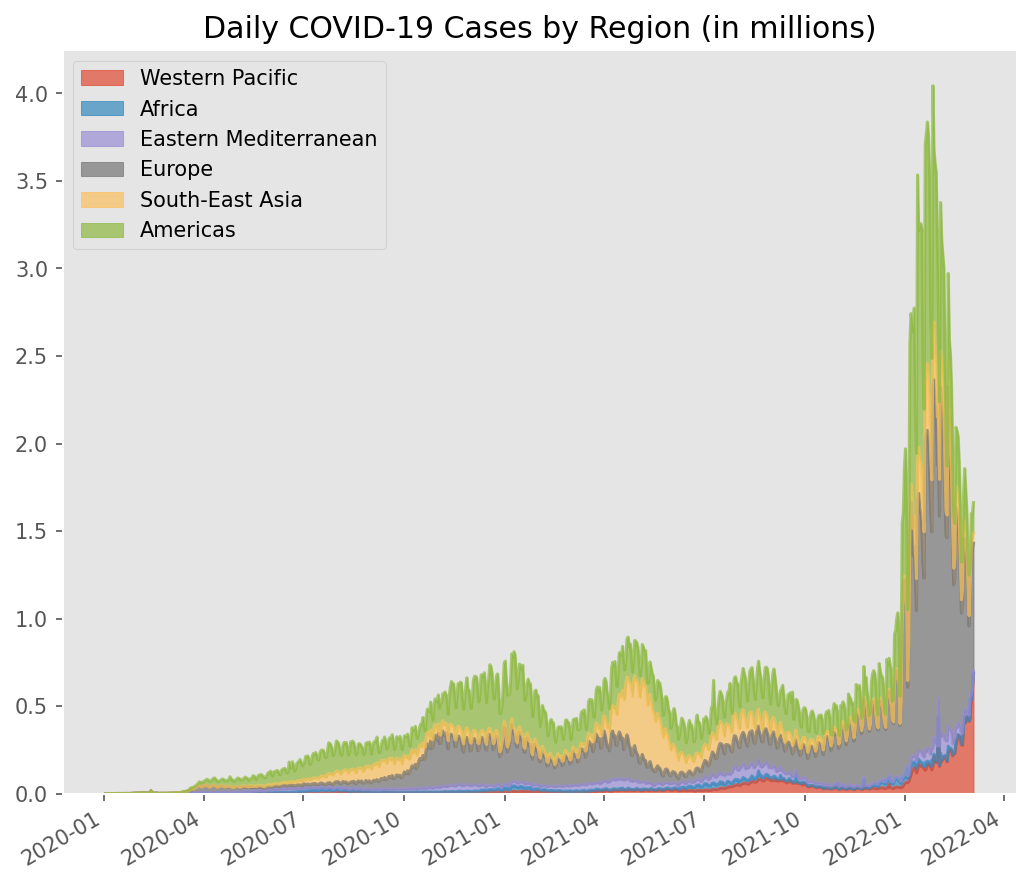 Daily COVID-19 Cases by Region (in millions)
Western Pacific
Africa
Eastern Mediterranean
Europe
South-East Asia
Americas
4.0
3.5
3.0
2.5
2.0
1.5
1.0
0.5
0.0
2020-01
2020-04
2020-07
2020-10
2021-01
2021-04
2021-07
2021-10
2022-01
2022-04